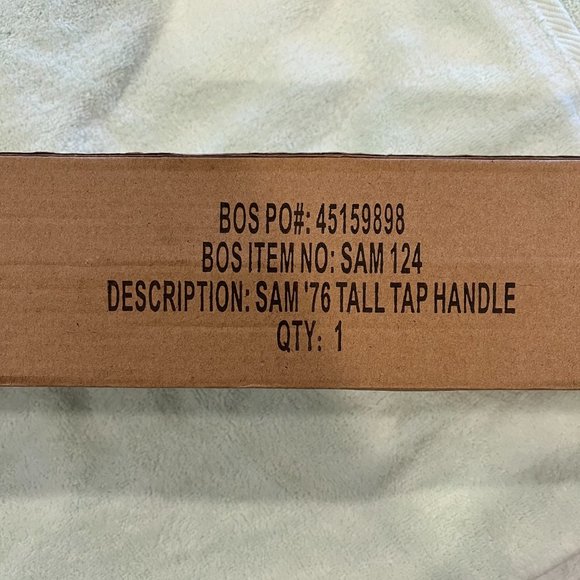 BOS PO#: 45159898
BOS ITEM NO: SAM 124
DESCRIPTION: SAM '76 TALL TAP HANDLE
QTY: 1